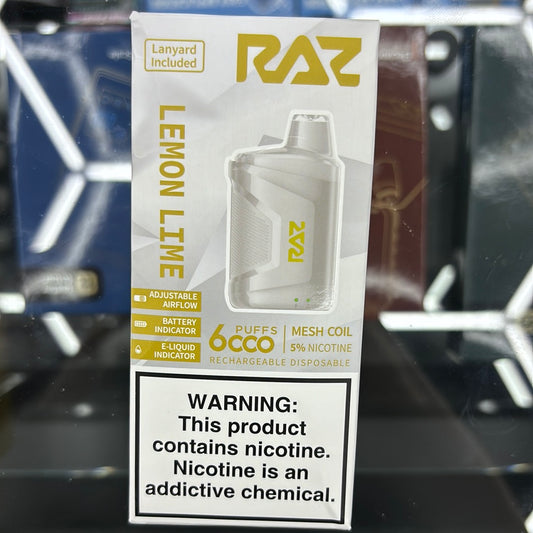 Lanyard
Included
RAZ
LEMON LIME
RAZ
ADJUSTABLE
AIRFLOW
BATTERY
INDICATOR
E-LIQUID
INDICATOR
PUFFS
6000
MESH COIL
5% NICOTINE
RECHARGEABLE DISPOSABLE
WARNING:
This product
contains nicotine.
Nicotine is an
addictive chemical.